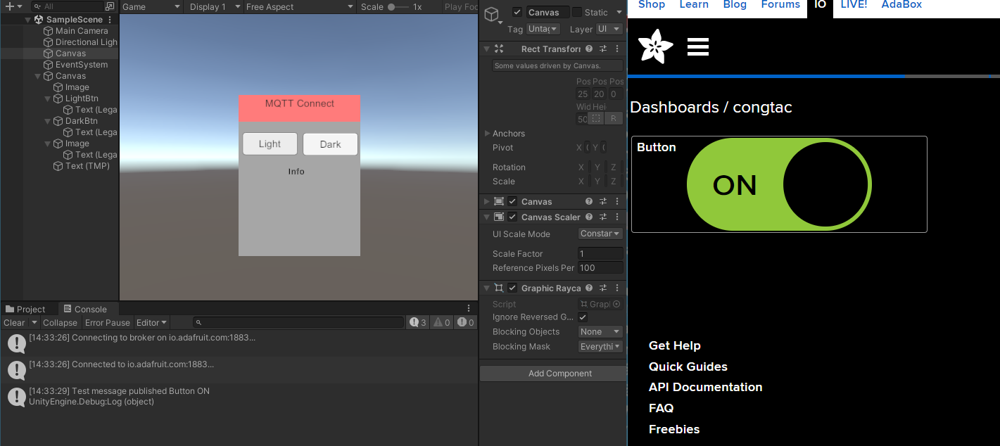 All
SampleScene
Main Camera
Directional Ligh
Canvas
EventSystem
Canvas
Image
LightBtn
Text (Lega
DarkBtn
Text (Lega
Image
Text (Lega
Text (TMP)
Game Display 1 Free Aspect Scale 1x Play Foc
MQTT Connect
Light Dark
Info
Project Console
Clear Collapse Error Pause Editor 3 0 0
[14:33:26] Connecting to broker on io.adafruit.com:1883...
[14:33:26] Connected to io.adafruit.com:1883...
[14:33:29] Test message published Button ON
UnityEngine.Debug:Log (object)
Canvas Static
Tag Untag Layer UI
Rect Transforr
Some values driven by Canvas.
Pos Pos Pos
25 20 0
Wid Hei
50 R
Anchors
Pivot X Y
Rotation X Y Z
Scale X Y Z
Canvas
Canvas Scaler
UI Scale Mode Constar
Scale Factor 1
Reference Pixels Per 100
Graphic Rayca
Script Graph
Ignore Reversed G...
Blocking Objects None
Blocking Mask Everythi
Add Component
Shop Learn Blog Forums IO LIVE! AdaBox
Dashboards / congtac
Button
ON
Get Help
Quick Guides
API Documentation
FAQ
Freebies